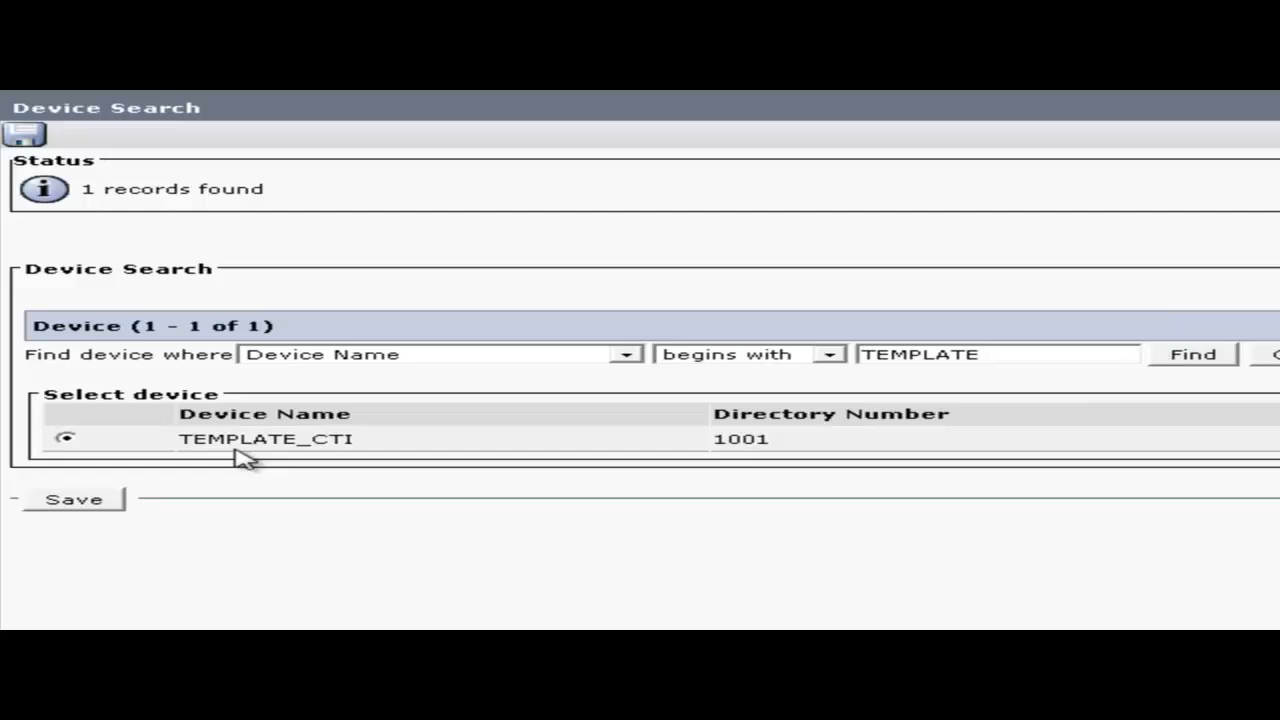 Device Search
Status
1 records found
Device Search
Device (1 - 1 of 1)
Find device where Device Name begins with TEMPLATE Find
Select device
Device Name Directory Number
TEMPLATE_CTI 1001
Save